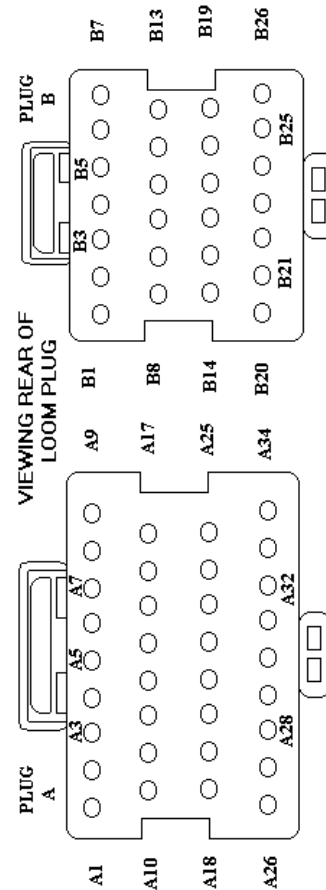 VIEWING REAR OF
LOOM PLUG
PLUG
A
A1
A3
A5
A7
A9
A10
A17
A18
A25
A26
A28
A32
A34
PLUG
B
B1
B3
B5
B7
B8
B13
B14
B19
B20
B21
B25
B26